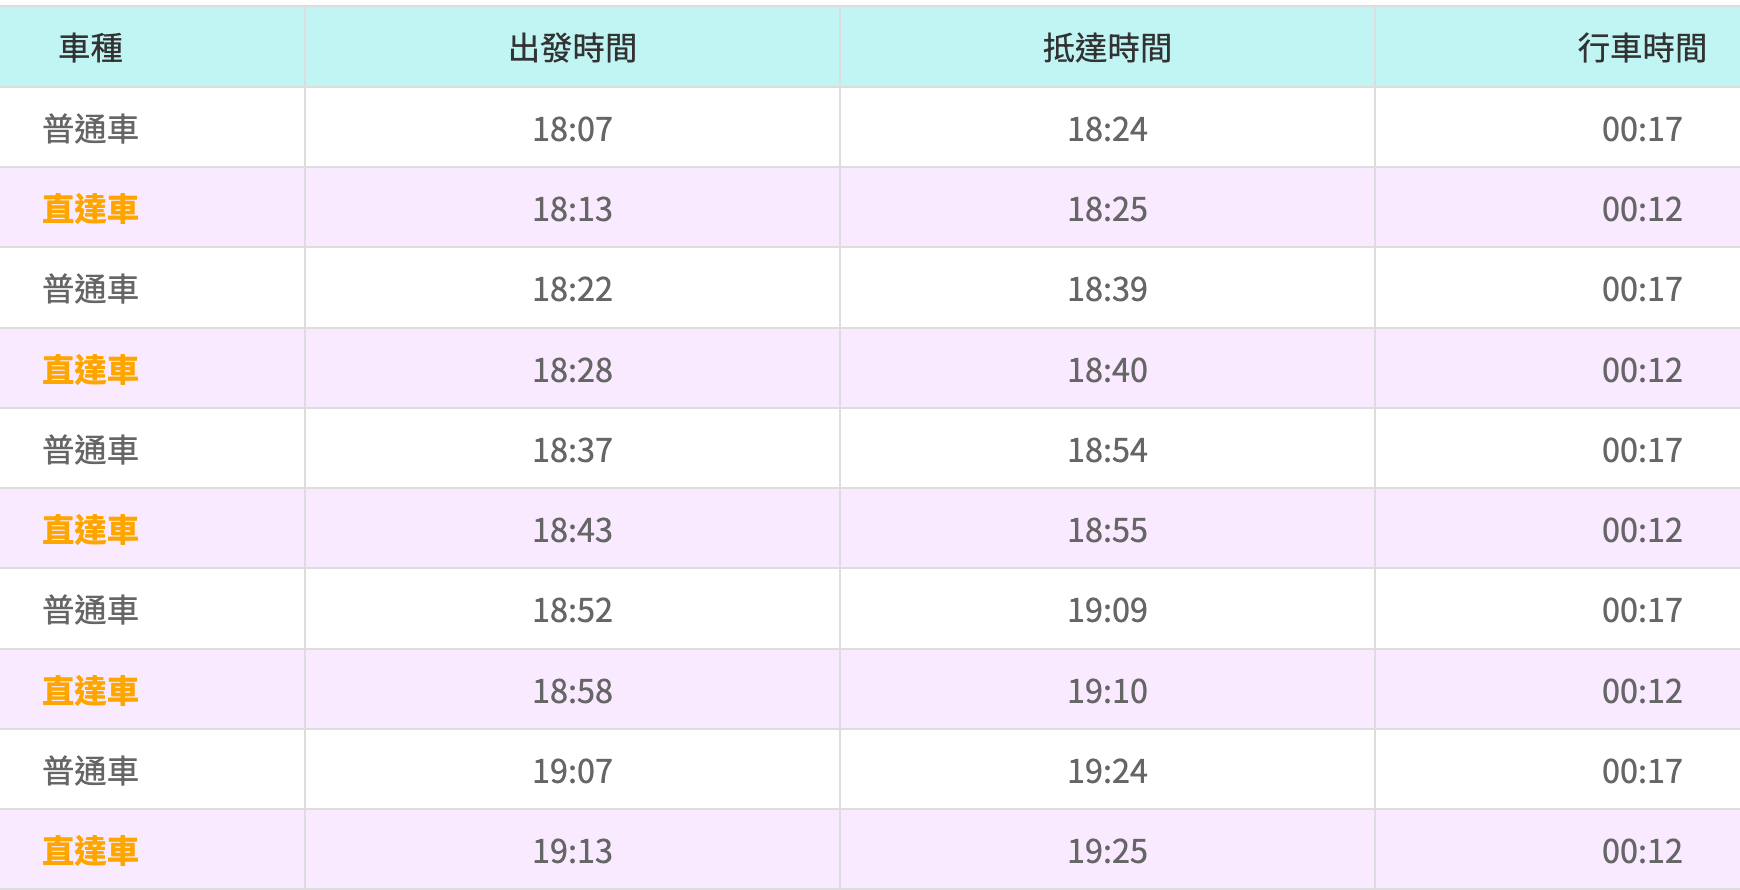 車種 出發時間 抵達時間 行車時間
普通車 18:07 18:24 00:17
直達車 18:13 18:25 00:12
普通車 18:22 18:39 00:17
直達車 18:28 18:40 00:12
普通車 18:37 18:54 00:17
直達車 18:43 18:55 00:12
普通車 18:52 19:09 00:17
直達車 18:58 19:10 00:12
普通車 19:07 19:24 00:17
直達車 19:13 19:25 00:12